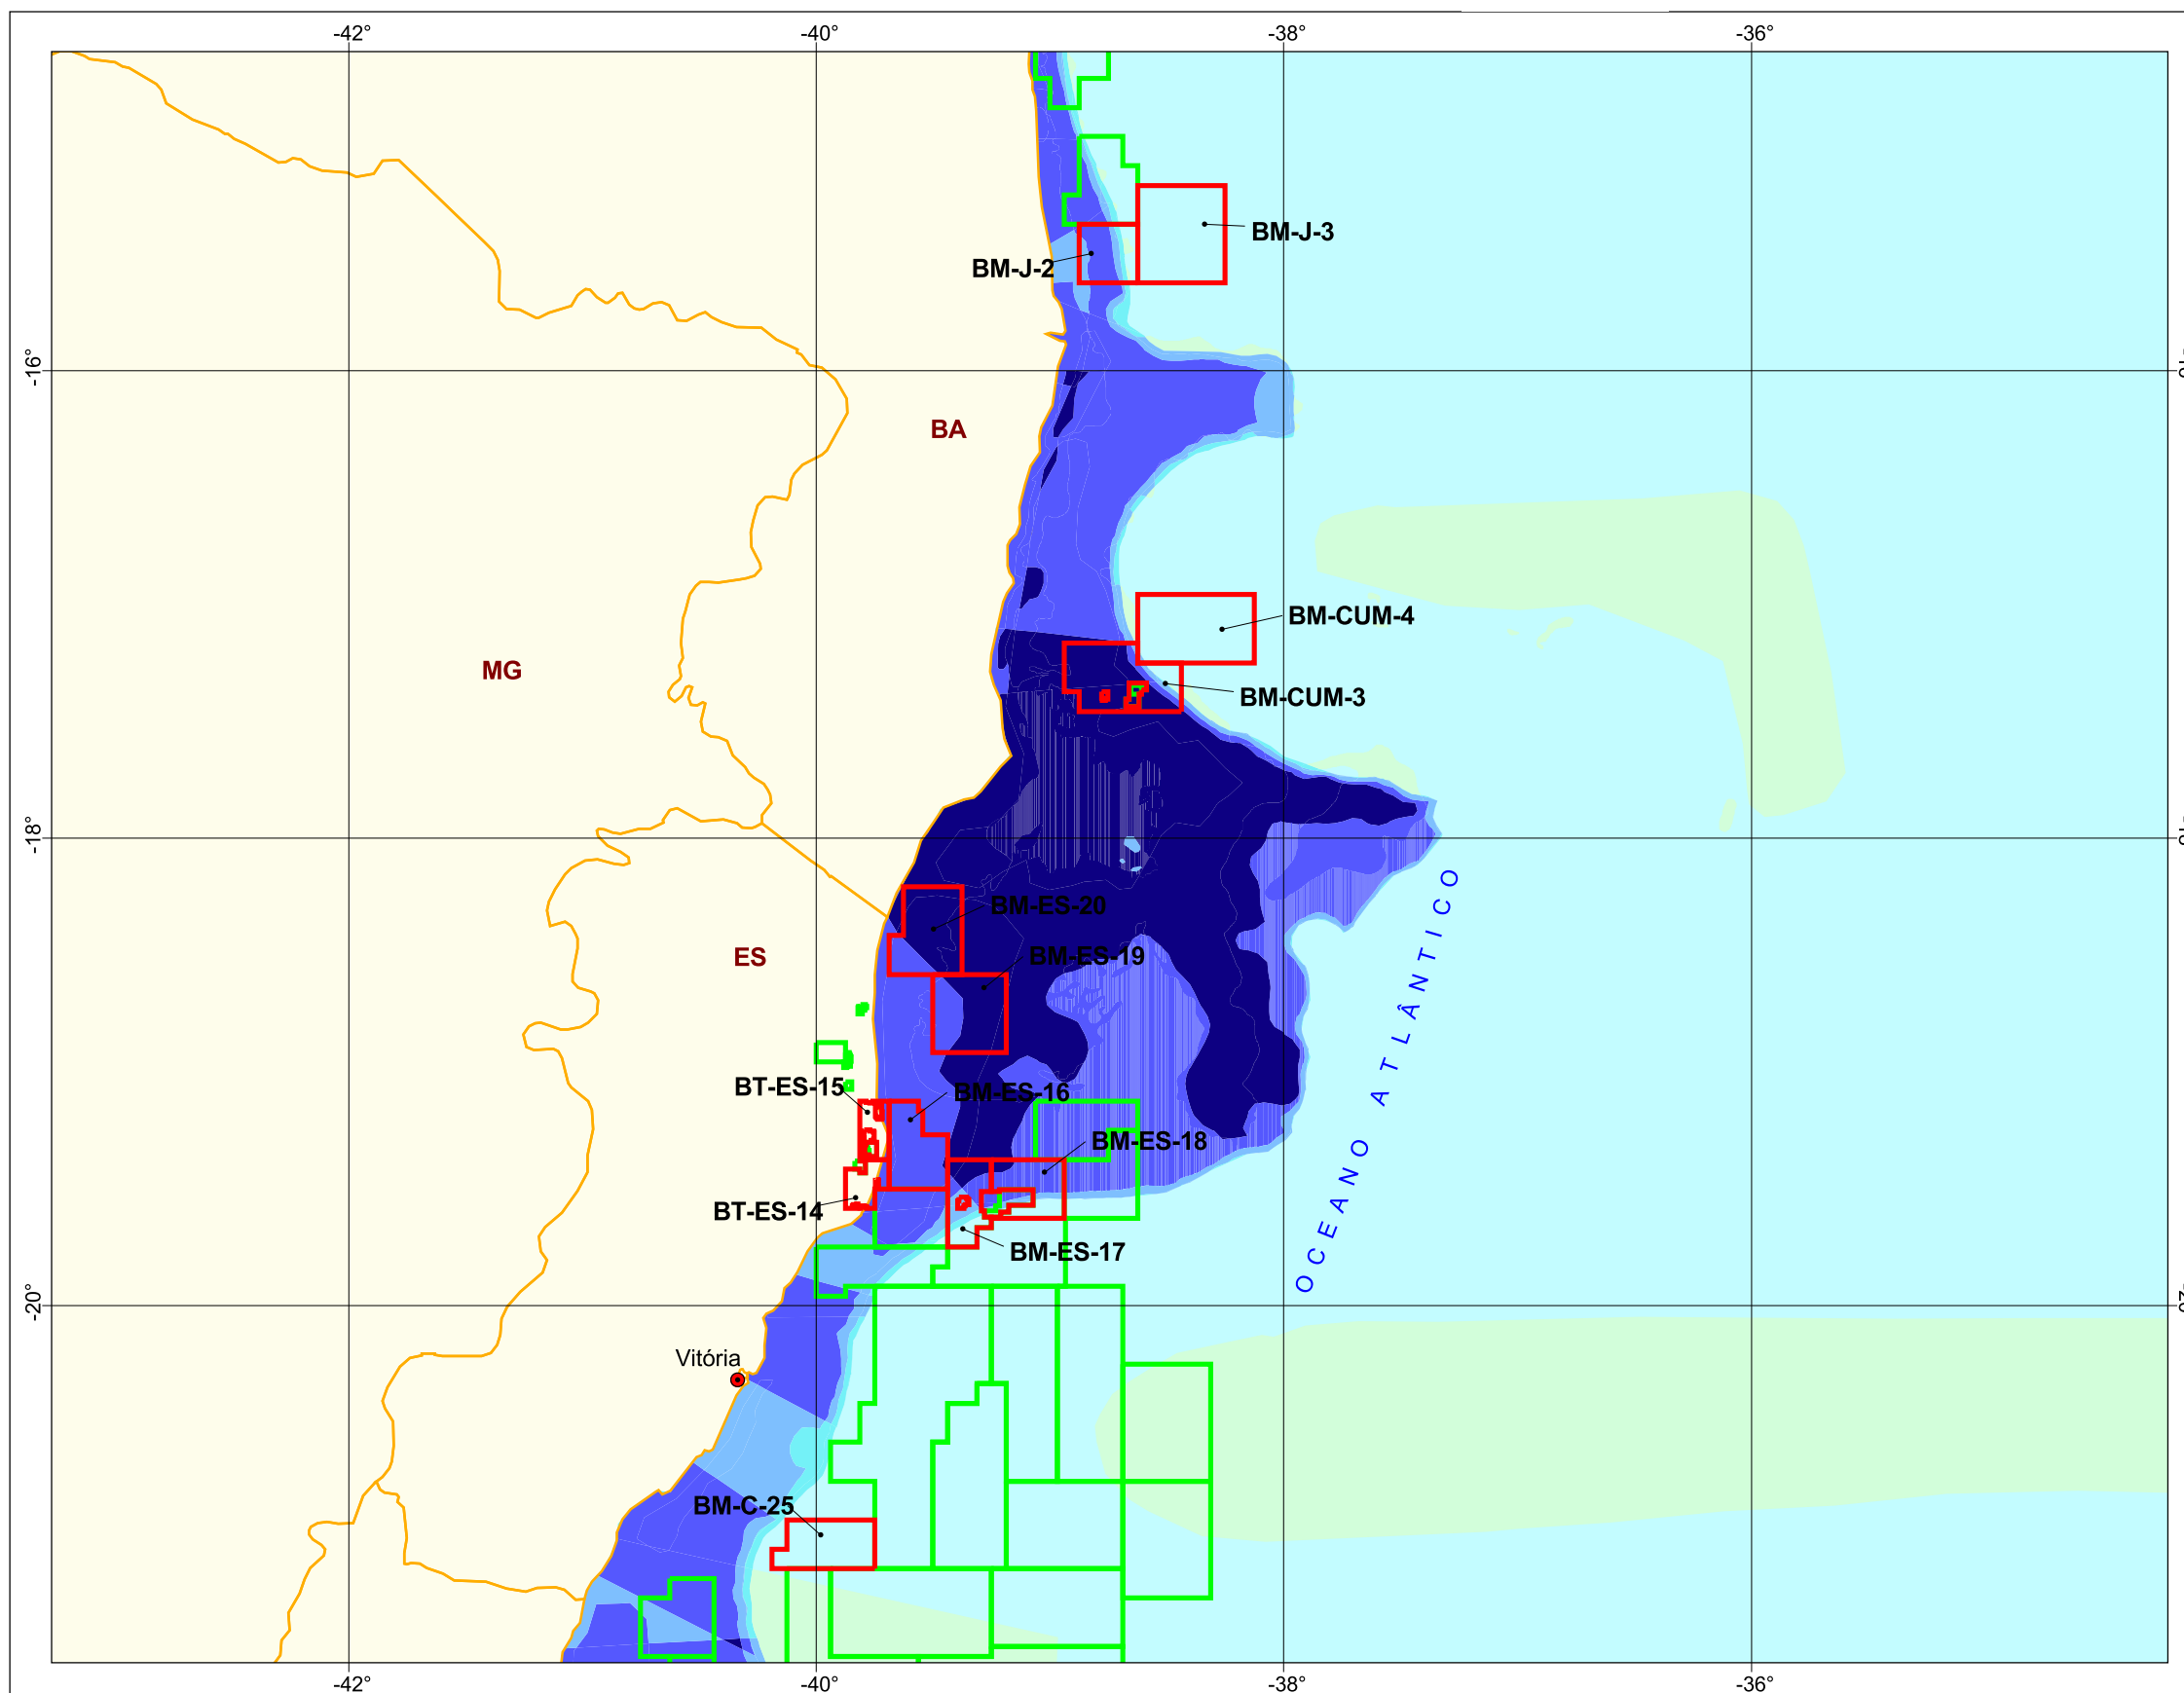 -42°
-40°
-38°
-36°
BM-J-3
BM-J-2
-16°
BA
BM-CUM-4
MG
BM-CUM-3
-18°
BM-ES-20
ES
BM-ES-19
OCEANO ATLÂNTICO
BT-ES-15
BM-ES-16
BM-ES-18
BT-ES-14
BM-ES-17
-20°
Vitória
BM-C-25
-42°
-40°
-38°
-36°